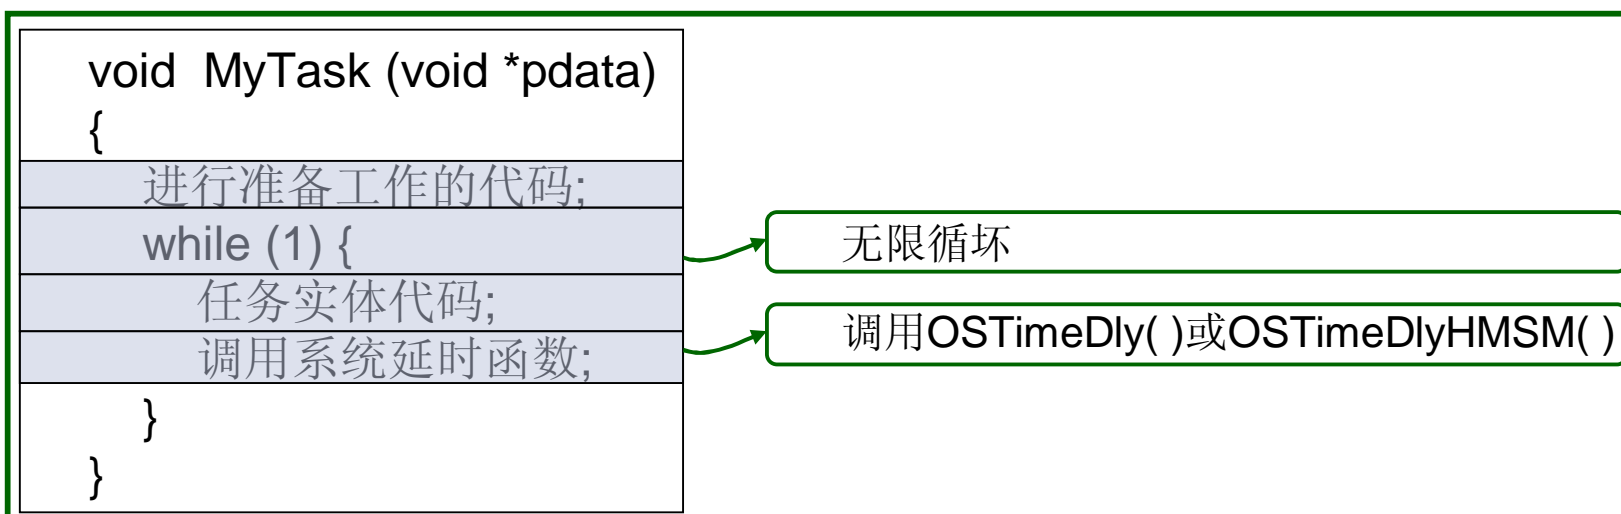 void MyTask (void *pdata)
{
进行准备工作的代码;
while (1) {
无限循坏
任务实体代码;
调用系统延时函数;
调用OSTimeDly( )或OSTimeDlyHMSM( )
}
}